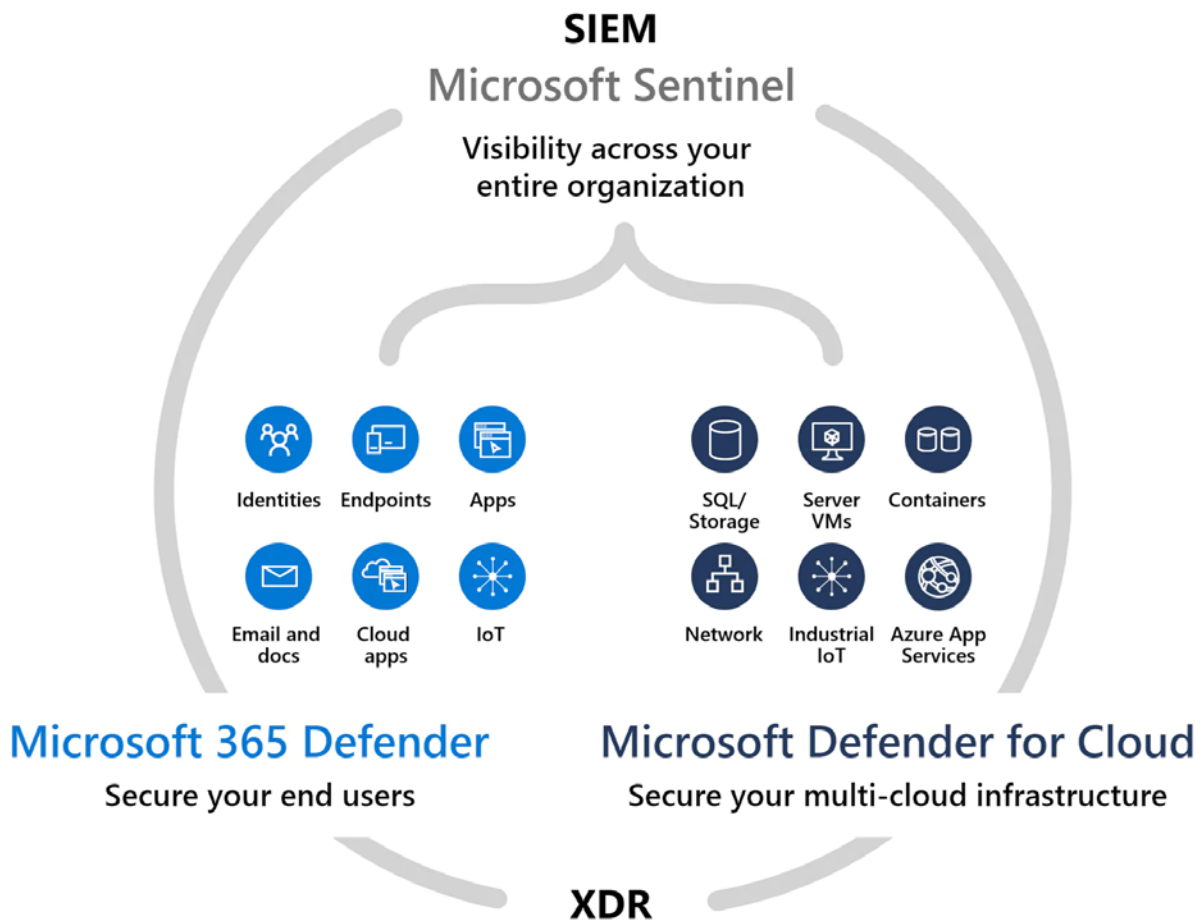 SIEM
Microsoft Sentinel
Visibility across your
entire organization
Identities
Endpoints
Apps
SQL/
Storage
Server
VMs
Containers
Email and
docs
Cloud
apps
IoT
Network
Industrial
IoT
Azure App
Services
Microsoft 365 Defender
Secure your end users
Microsoft Defender for Cloud
Secure your multi-cloud infrastructure
XDR